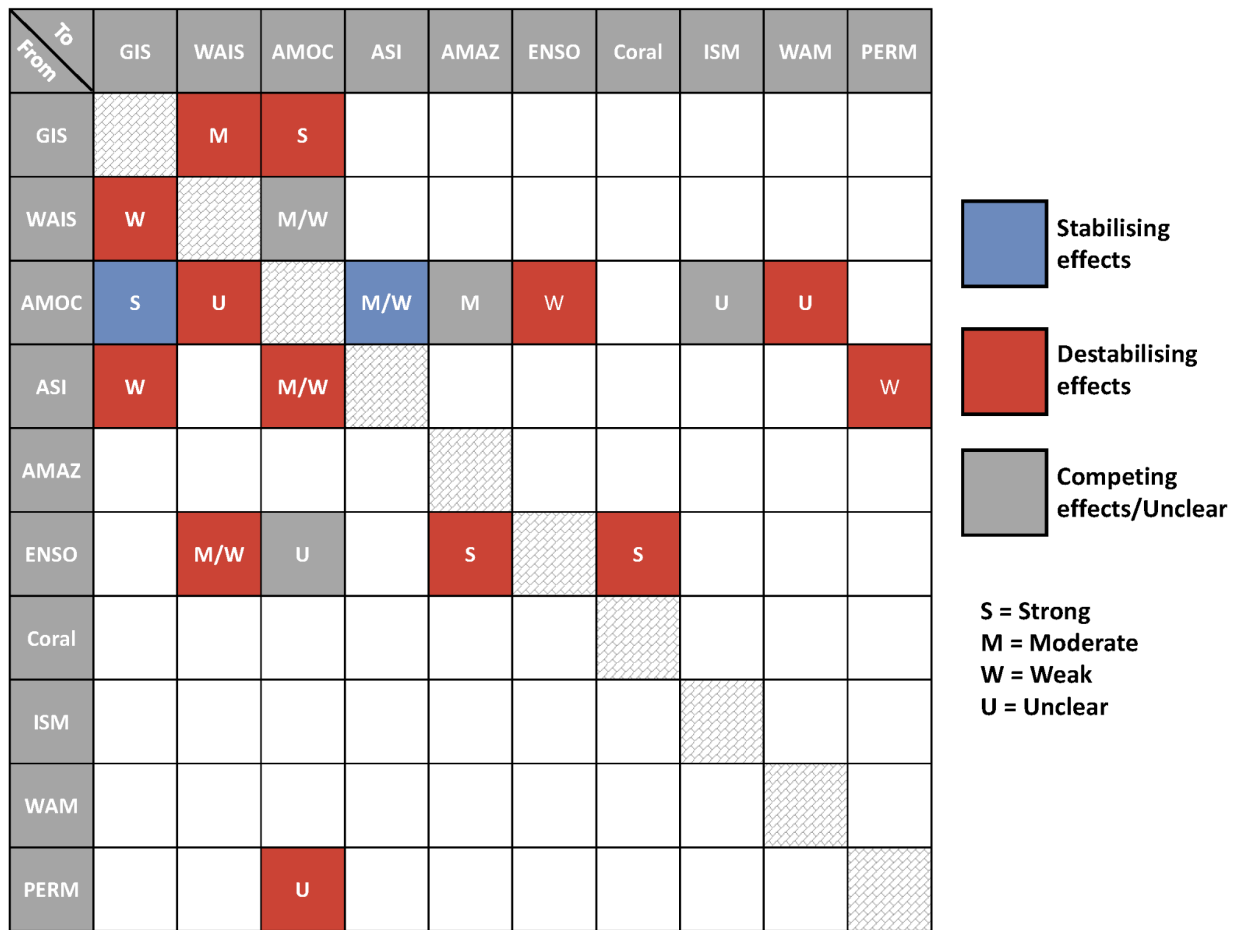 To
From
GIS WAIS AMOC ASI AMAZ ENSO Coral ISM WAM PERM
GIS M S
WAIS W M/W
AMOC S U M/W M W U U
ASI W M/W W
AMAZ
ENSO M/W U S S
Coral
ISM
WAM
PERM U
Stabilising
effects
Destabilising
effects
Competing
effects/Unclear
S = Strong
M = Moderate
W = Weak
U = Unclear